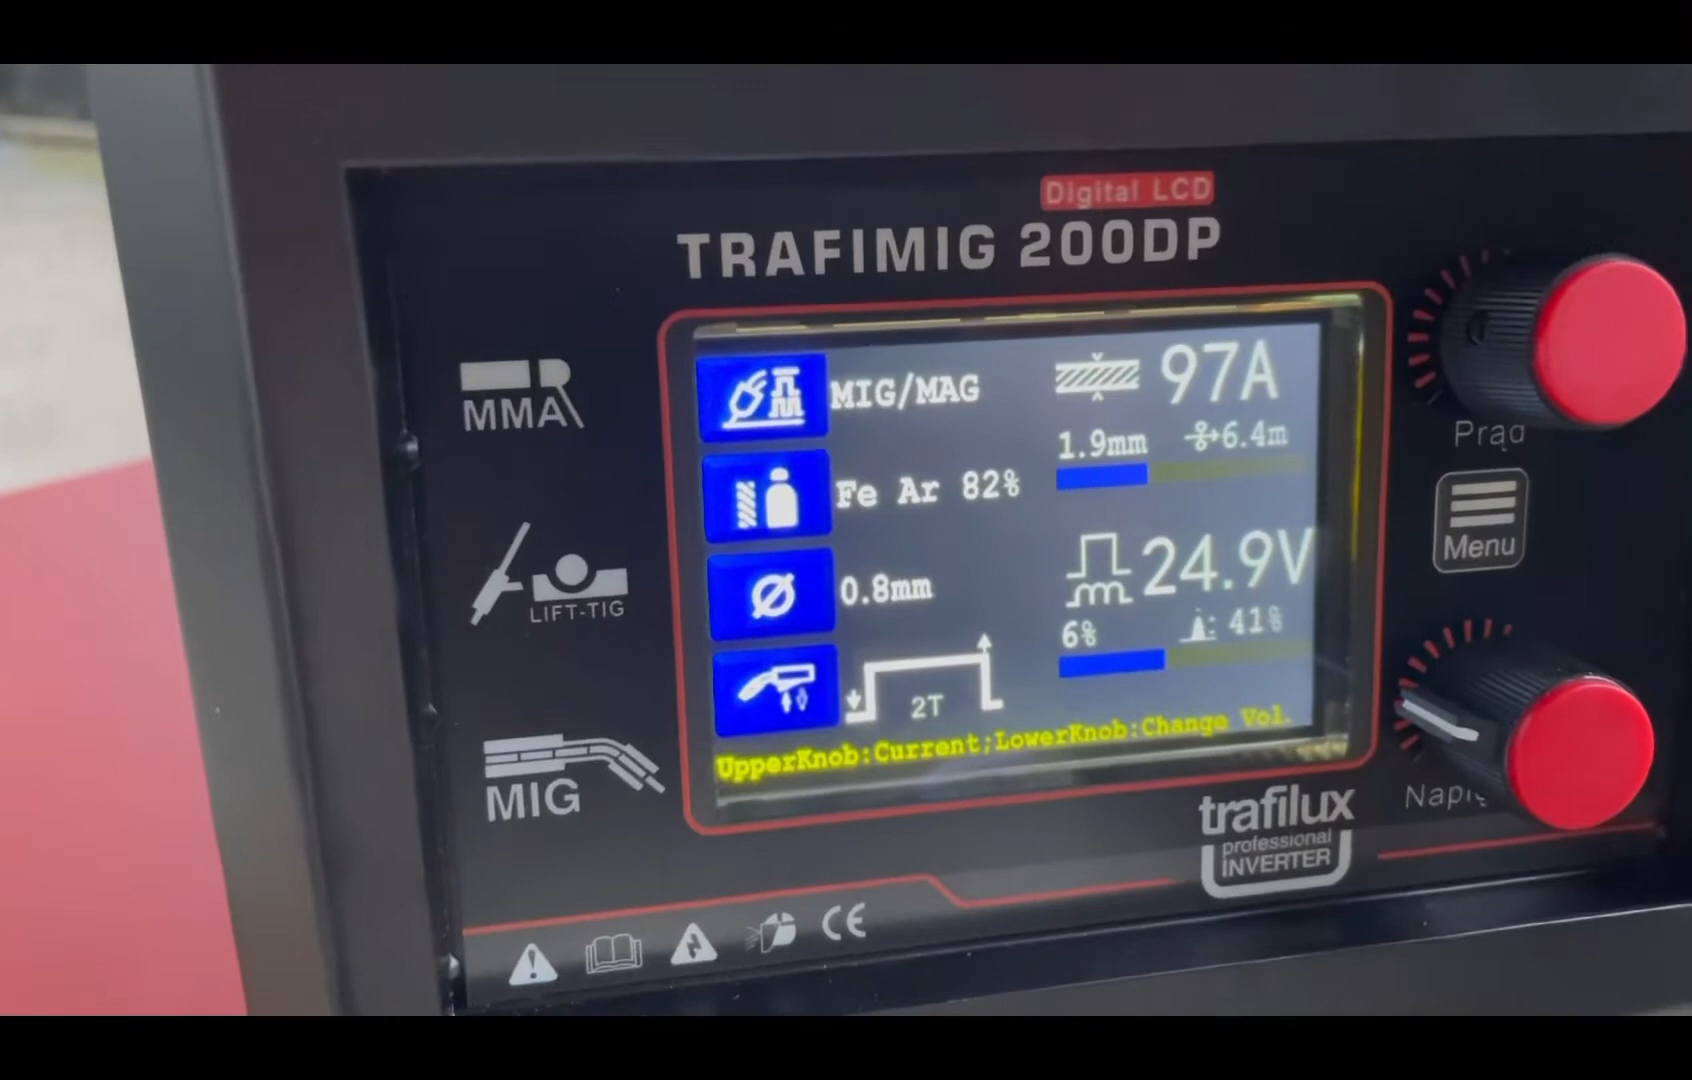 Digital LCD
TRAFIMIG 200DP
MMA
LIFT-TIG
MIG
MIG/MAG
Fe Ar 82%
0.8mm
2T
97A
1.9mm 6.4m
24.9V
6% 41%
UpperKnob:Current;LowerKnob:Change Vol.
Prąd
Menu
trafilux
professional
INVERTER
CE